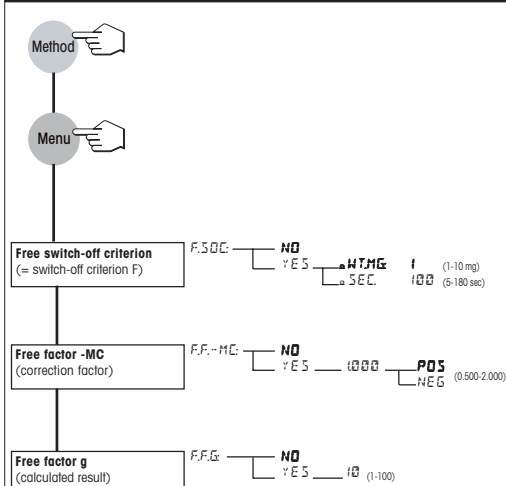 Method
Menu
Free switch-off criterion
(= switch-off criterion F)
F.SOC: NO
YES WT.MG 1 (1-10 mg)
SEC. 100 (5-180 sec)
Free factor -MC
(correction factor)
F.F.-MC: NO
YES 1.000 POS (0.500-2.000)
NEG
Free factor g
(calculated result)
F.F.G: NO
YES 10 (1-100)